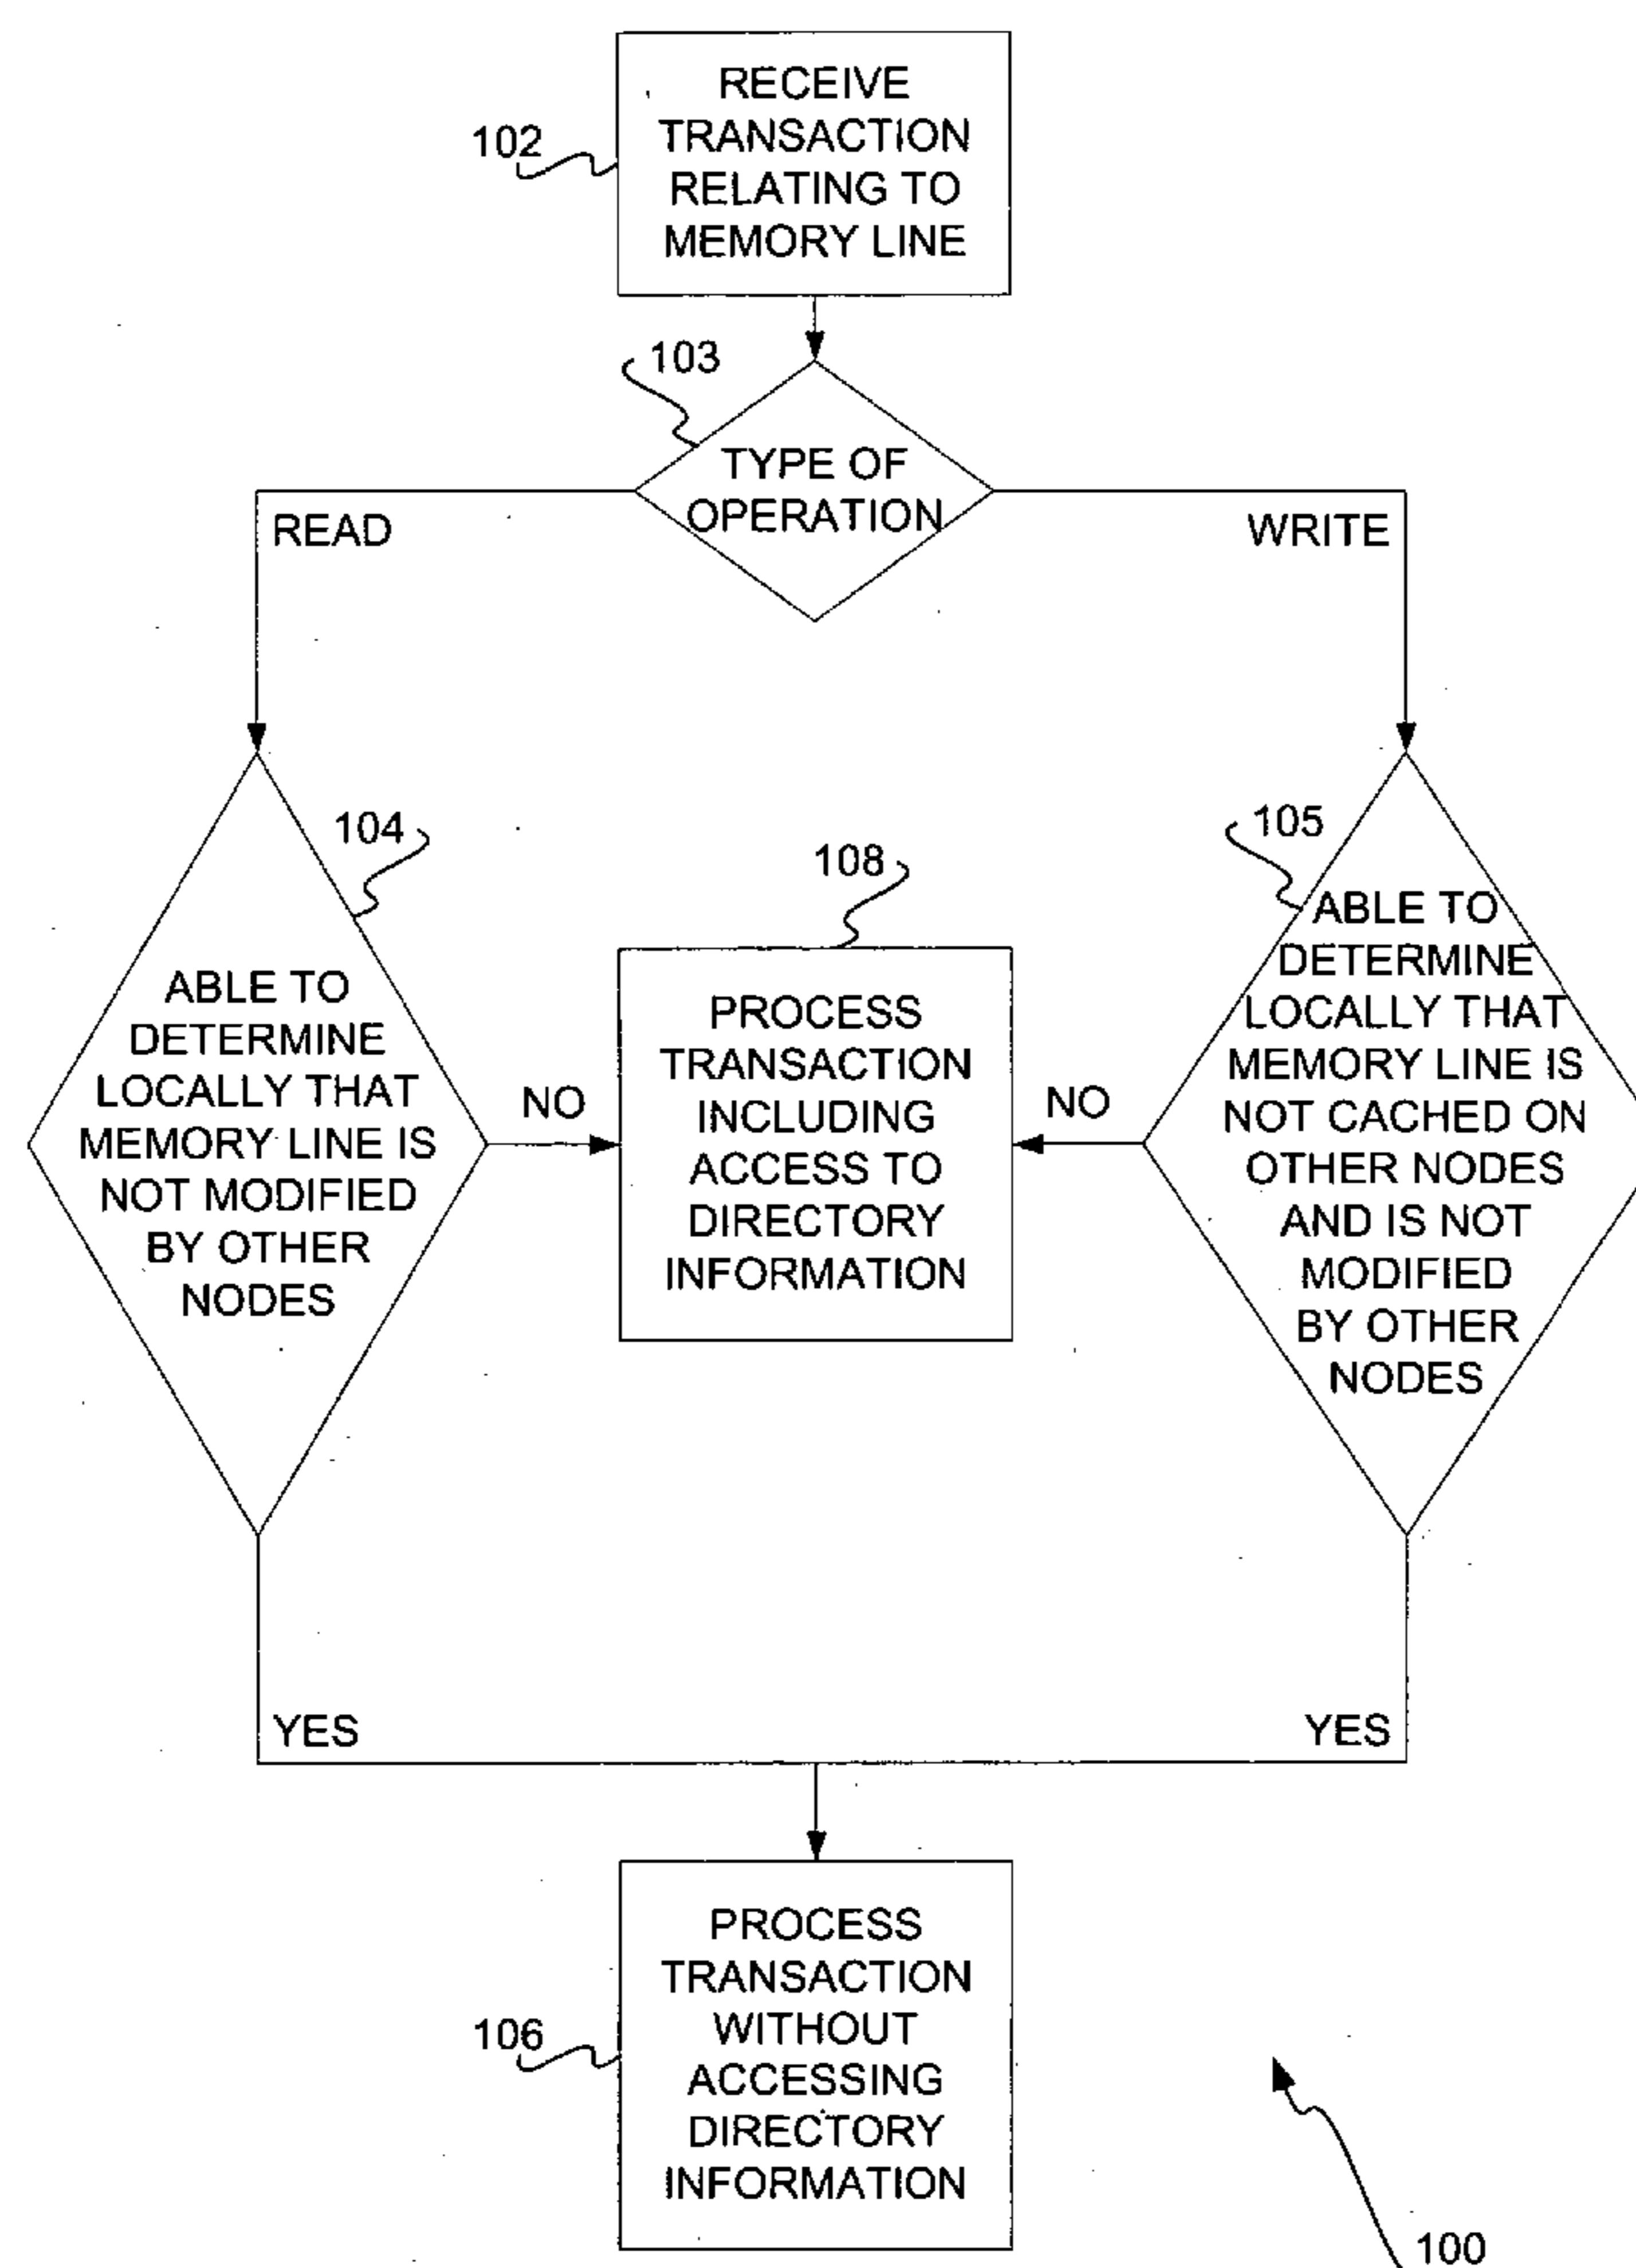 RECEIVE
TRANSACTION
RELATING TO
MEMORY LINE
102
103
TYPE OF
OPERATION
READ
WRITE
104
ABLE TO
DETERMINE
LOCALLY THAT
MEMORY LINE IS
NOT MODIFIED
BY OTHER
NODES
NO
108
PROCESS
TRANSACTION
INCLUDING
ACCESS TO
DIRECTORY
INFORMATION
NO
105
ABLE TO
DETERMINE
LOCALLY THAT
MEMORY LINE IS
NOT CACHED ON
OTHER NODES
AND IS NOT
MODIFIED
BY OTHER
NODES
YES
YES
106
PROCESS
TRANSACTION
WITHOUT
ACCESSING
DIRECTORY
INFORMATION
100